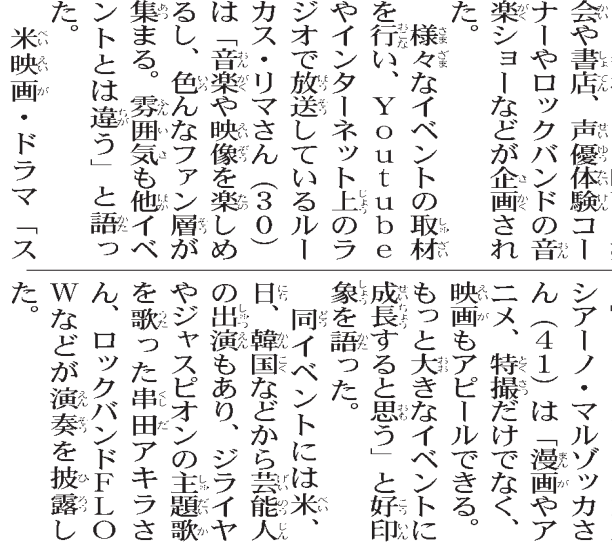 会や書店、声優体験コー
ナーやロックバンドの音
楽ショーなどが企画され
た。
　様々なイベントの取材
を行い、Ｙｏｕｔｕｂｅ
やインターネット上のラ
ジオで放送しているルー
カス・リマさん（30）
は「音楽や映像を楽しめ
るし、色んなファン層が
集まる。雰囲気も他イベ
ントとは違う」と語っ
た。
　米映画・ドラマ「ス
シアーノ・マルゾッカさ
ん（41）は「漫画やア
ニメ、特撮だけでなく、
映画もアピールできる。
もっと大きなイベントに
成長すると思う」と好印
象を語った。
　同イベントには米、
日、韓国などから芸能人
の出演もあり、ジライヤ
やジャスピオンの主題歌
を歌った串田アキラさ
ん、ロックバンドＦＬＯ
Ｗなどが演奏を披露し
た。